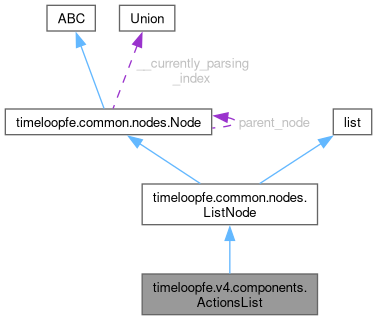 ABC
Union
__currently_parsing
_index
timeloopfe.common.nodes.Node
parent_node
list
timeloopfe.common.nodes.
ListNode
timeloopfe.v4.components.
ActionsList